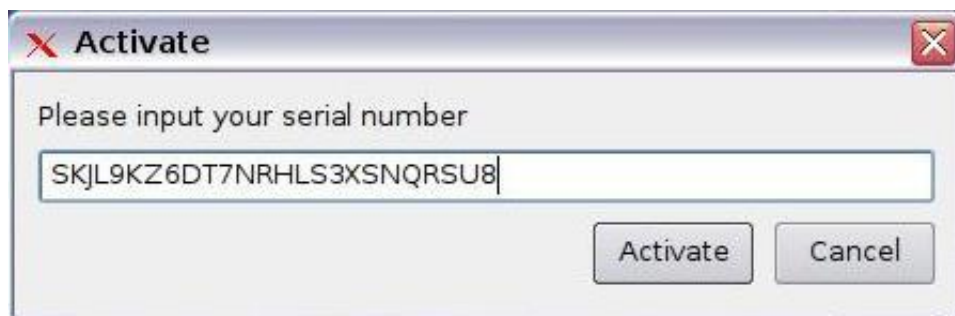 Activate
Please input your serial number
SKJL9KZ6DT7NRHLS3XSNQRSU8
Activate Cancel